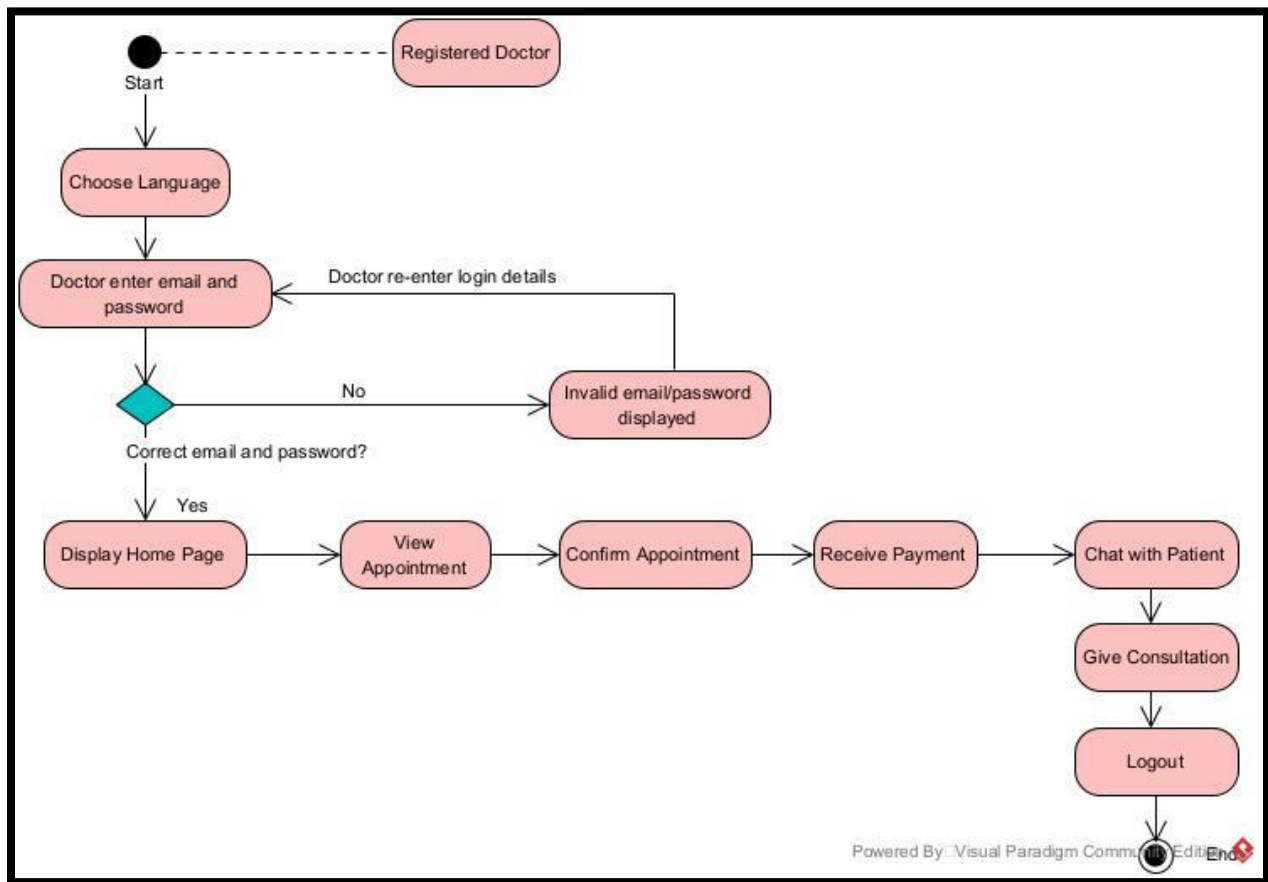 Registered Doctor
Start
Choose Language
Doctor enter email and
password
Doctor re-enter login details
No
Invalid email/password
displayed
Correct email and password?
Yes
Display Home Page
View
Appointment
Confirm Appointment
Receive Payment
Chat with Patient
Give Consultation
Logout
Powered By Visual Paradigm Community Edition
End